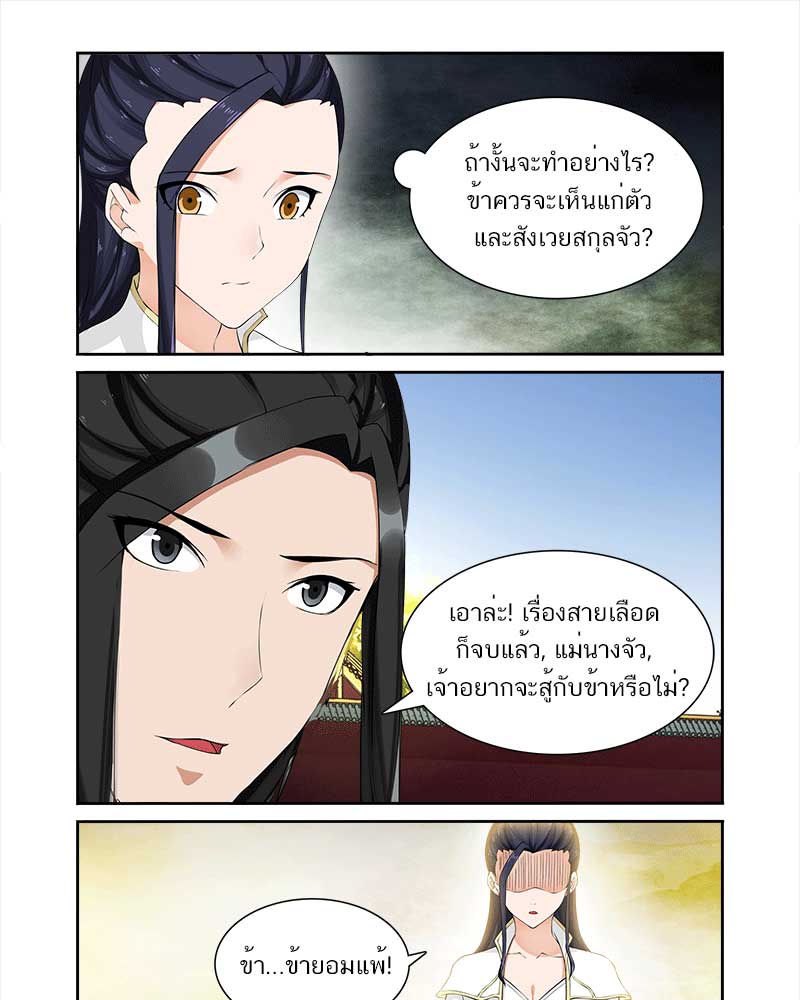 ถ้างั้นจะทำอย่างไร?
ข้าควรจะเห็นแก่ตัว
และสังเวยสกุลจัว?
เอาล่ะ! เรื่องสายเลือด
ก็จบแล้ว, แม่นางจัว,
เจ้าอยากจะสู้กับข้าหรือไม่?
ข้า...ข้ายอมแพ้!